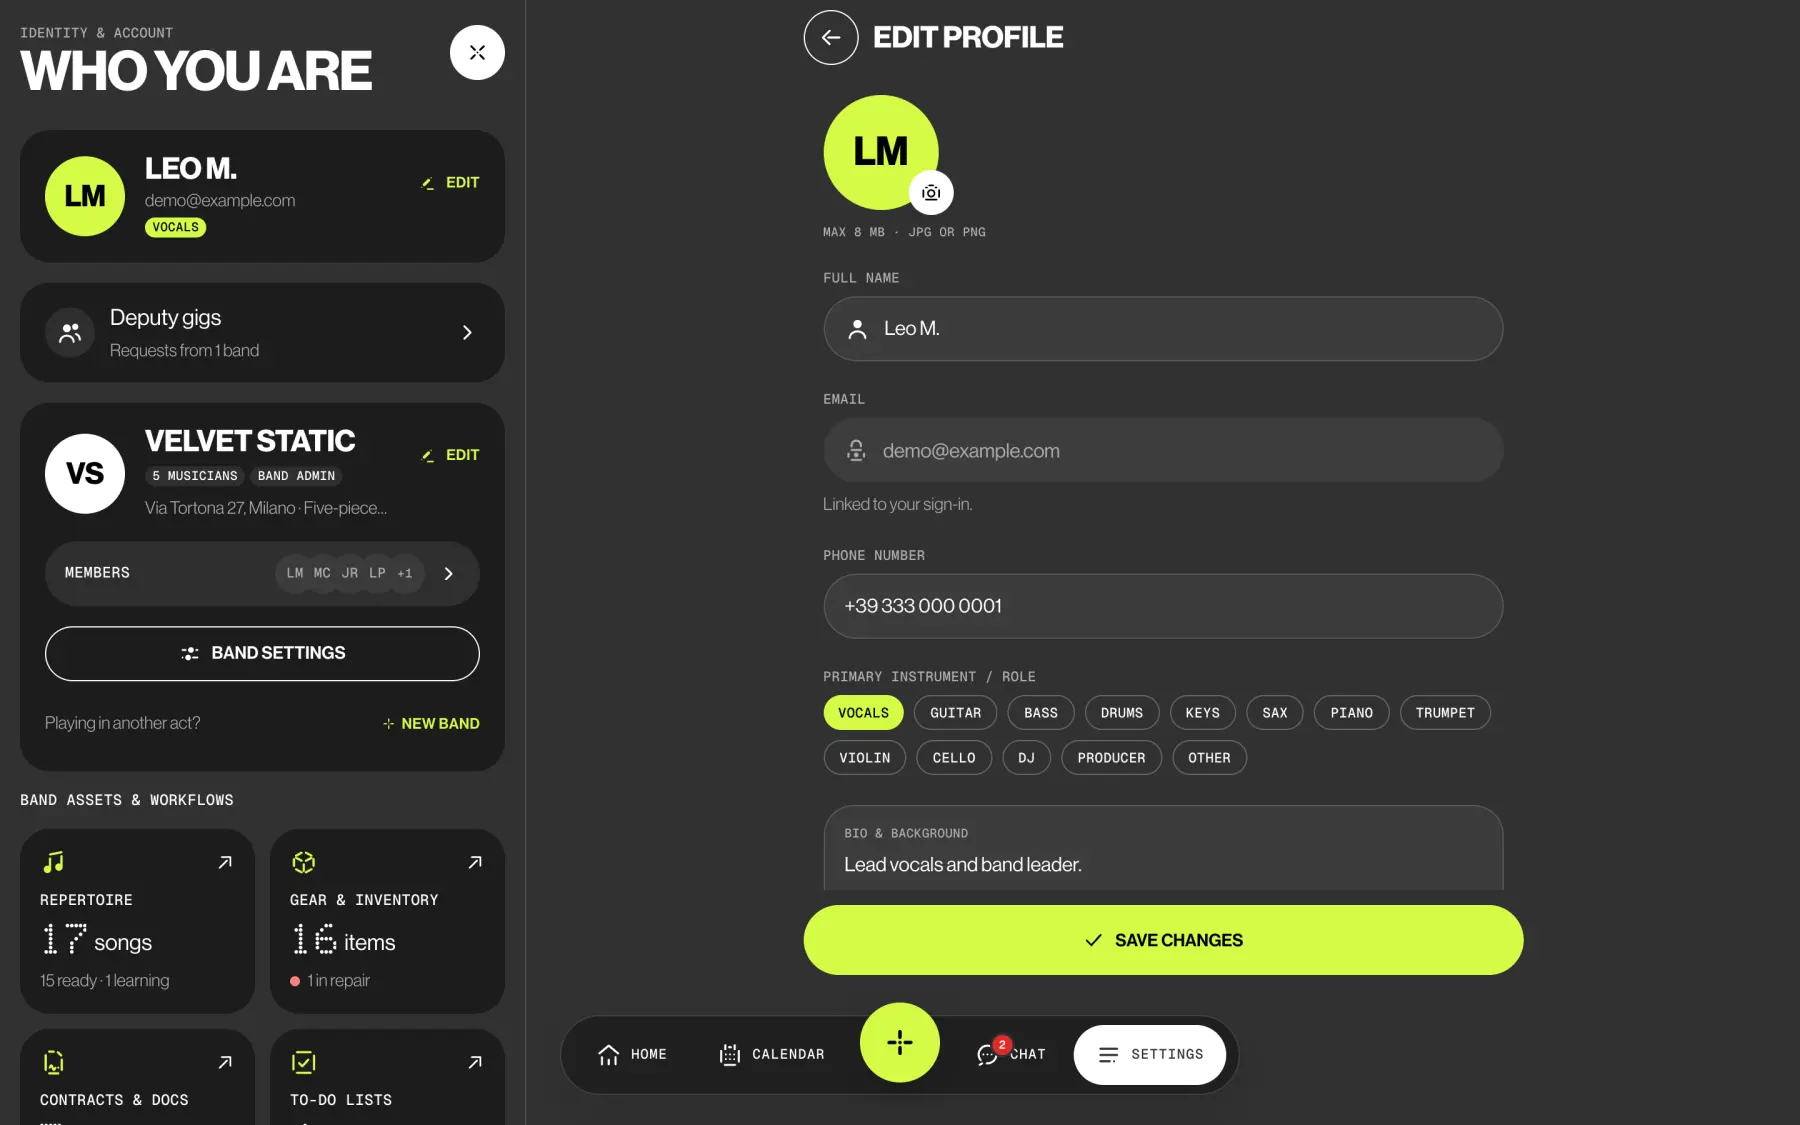 IDENTITY & ACCOUNT
WHO YOU ARE
LM
LEO M.
demo@example.com
VOCALS
EDIT
Deputy gigs
Requests from 1 band
VS
VELVET STATIC
5 MUSICIANS
BAND ADMIN
Via Tortona 27, Milano · Five-piece...
EDIT
MEMBERS
LM MC JR LP +1
BAND SETTINGS
Playing in another act?
NEW BAND
BAND ASSETS & WORKFLOWS
REPERTOIRE
17 songs
15 ready · 1 learning
GEAR & INVENTORY
16 items
1 in repair
CONTRACTS & DOCS
TO-DO LISTS
EDIT PROFILE
LM
MAX 8 MB · JPG OR PNG
FULL NAME
Leo M.
EMAIL
demo@example.com
Linked to your sign-in.
PHONE NUMBER
+39 333 000 0001
PRIMARY INSTRUMENT / ROLE
VOCALS GUITAR BASS DRUMS KEYS SAX PIANO TRUMPET
VIOLIN CELLO DJ PRODUCER OTHER
BIO & BACKGROUND
Lead vocals and band leader.
SAVE CHANGES
HOME
CALENDAR
2
CHAT
SETTINGS